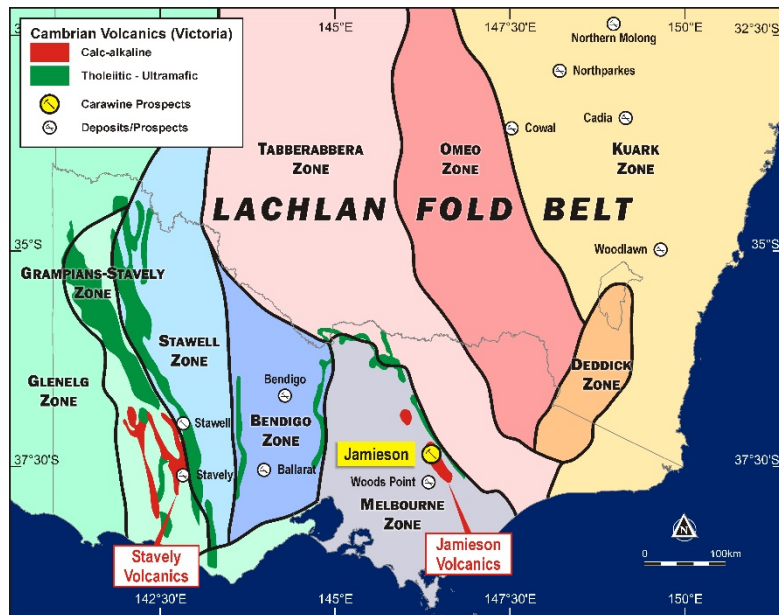 145°E
147°30'E
150°E
32°30'S
Cambrian Volcanics (Victoria)
Calc-alkaline
Tholeiitic - Ultramafic
Carawine Prospects
Deposits/Prospects
Northern Molong
Northparkes
Cadia
Cowal
TABBERABBERA
ZONE
OMEO
ZONE
KUARK
ZONE
LACHLAN FOLD BELT
35°S
35°S
Woodlawn
GRAMPIANS-STAVELY
ZONE
STAWELL
ZONE
GLENELG
ZONE
DEDDICK
ZONE
Bendigo
BENDIGO
ZONE
Stawell
Jamieson
37°30'S
37°30'S
Stavely
Ballarat
Woods Point
MELBOURNE
ZONE
Stavely
Volcanics
Jamieson
Volcanics
N
0 100km
142°30'E
145°E
147°30'E
150°E